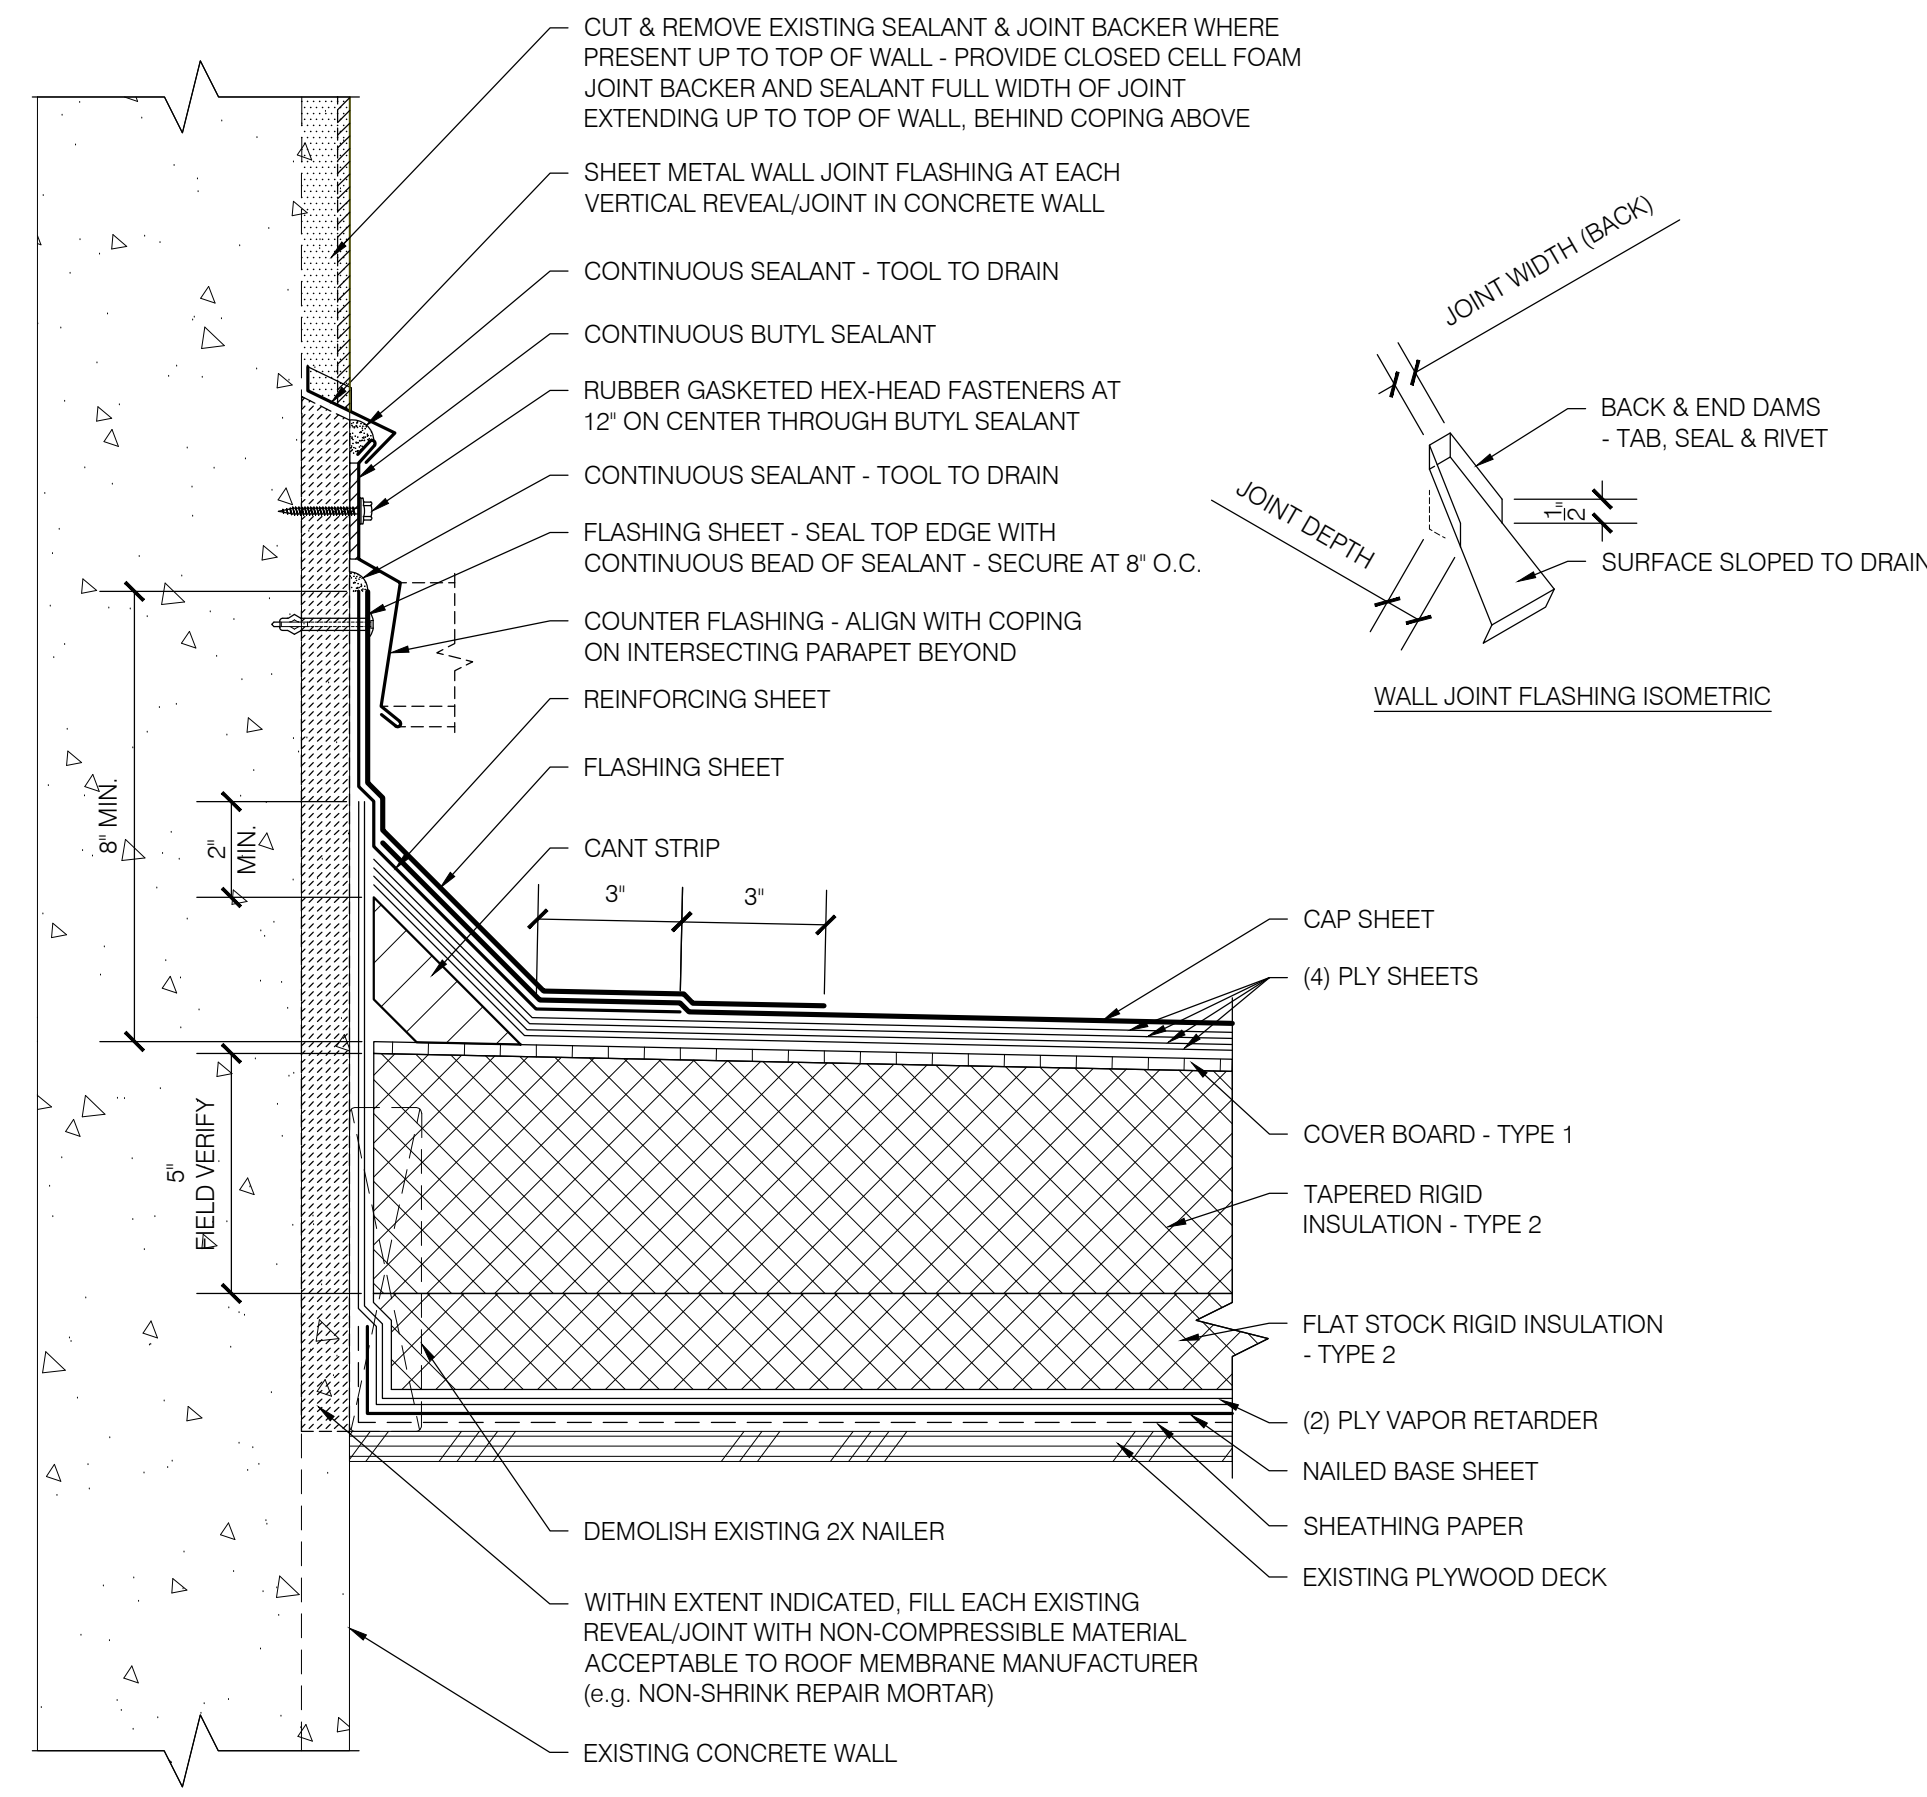 CUT & REMOVE EXISTING SEALANT & JOINT BACKER WHERE
PRESENT UP TO TOP OF WALL - PROVIDE CLOSED CELL FOAM
JOINT BACKER AND SEALANT FULL WIDTH OF JOINT
EXTENDING UP TO TOP OF WALL, BEHIND COPING ABOVE
SHEET METAL WALL JOINT FLASHING AT EACH
VERTICAL REVEAL/JOINT IN CONCRETE WALL
CONTINUOUS SEALANT - TOOL TO DRAIN
CONTINUOUS BUTYL SEALANT
RUBBER GASKETED HEX-HEAD FASTENERS AT
12" ON CENTER THROUGH BUTYL SEALANT
CONTINUOUS SEALANT - TOOL TO DRAIN
FLASHING SHEET - SEAL TOP EDGE WITH
CONTINUOUS BEAD OF SEALANT - SECURE AT 8" O.C.
COUNTER FLASHING - ALIGN WITH COPING
ON INTERSECTING PARAPET BEYOND
REINFORCING SHEET
FLASHING SHEET
CANT STRIP
3"
3"
8" MIN.
2"
MIN.
5"
FIELD VERIFY
JOINT WIDTH (BACK)
BACK & END DAMS
- TAB, SEAL & RIVET
JOINT DEPTH
1"
2
SURFACE SLOPED TO DRAIN
WALL JOINT FLASHING ISOMETRIC
CAP SHEET
(4) PLY SHEETS
COVER BOARD - TYPE 1
TAPERED RIGID
INSULATION - TYPE 2
FLAT STOCK RIGID INSULATION
- TYPE 2
(2) PLY VAPOR RETARDER
NAILED BASE SHEET
SHEATHING PAPER
EXISTING PLYWOOD DECK
DEMOLISH EXISTING 2X NAILER
WITHIN EXTENT INDICATED, FILL EACH EXISTING
REVEAL/JOINT WITH NON-COMPRESSIBLE MATERIAL
ACCEPTABLE TO ROOF MEMBRANE MANUFACTURER
(e.g. NON-SHRINK REPAIR MORTAR)
EXISTING CONCRETE WALL